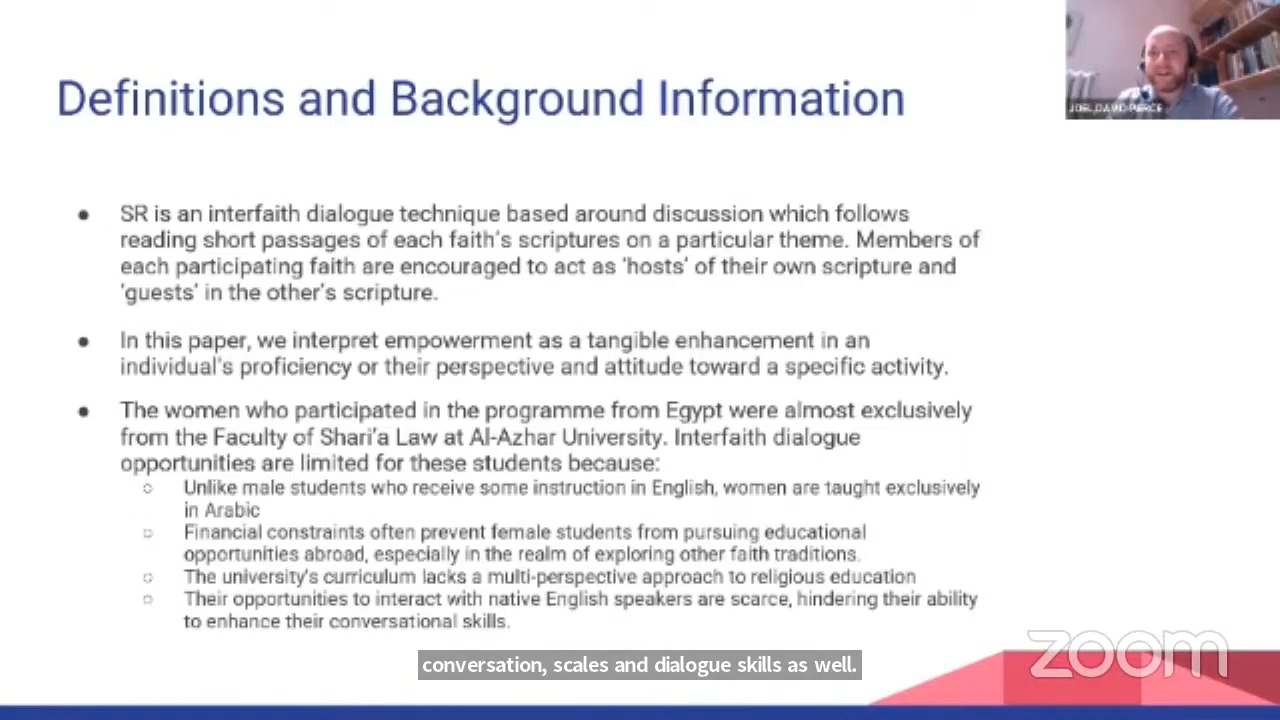 Definitions and Background Information
JOEL DAVID PIERCE
● SR is an interfaith dialogue technique based around discussion which follows
reading short passages of each faith's scriptures on a particular theme. Members of
each participating faith are encouraged to act as 'hosts' of their own scripture and
'guests' in the other's scripture.
● In this paper, we interpret empowerment as a tangible enhancement in an
individual's proficiency or their perspective and attitude toward a specific activity.
● The women who participated in the programme from Egypt were almost exclusively
from the Faculty of Shari'a Law at Al-Azhar University. Interfaith dialogue
opportunities are limited for these students because:
○ Unlike male students who receive some instruction in English, women are taught exclusively
in Arabic
○ Financial constraints often prevent female students from pursuing educational
opportunities abroad, especially in the realm of exploring other faith traditions.
○ The university's curriculum lacks a multi-perspective approach to religious education
○ Their opportunities to interact with native English speakers are scarce, hindering their ability
to enhance their conversational skills.
conversation, scales and dialogue skills as well.
zoom